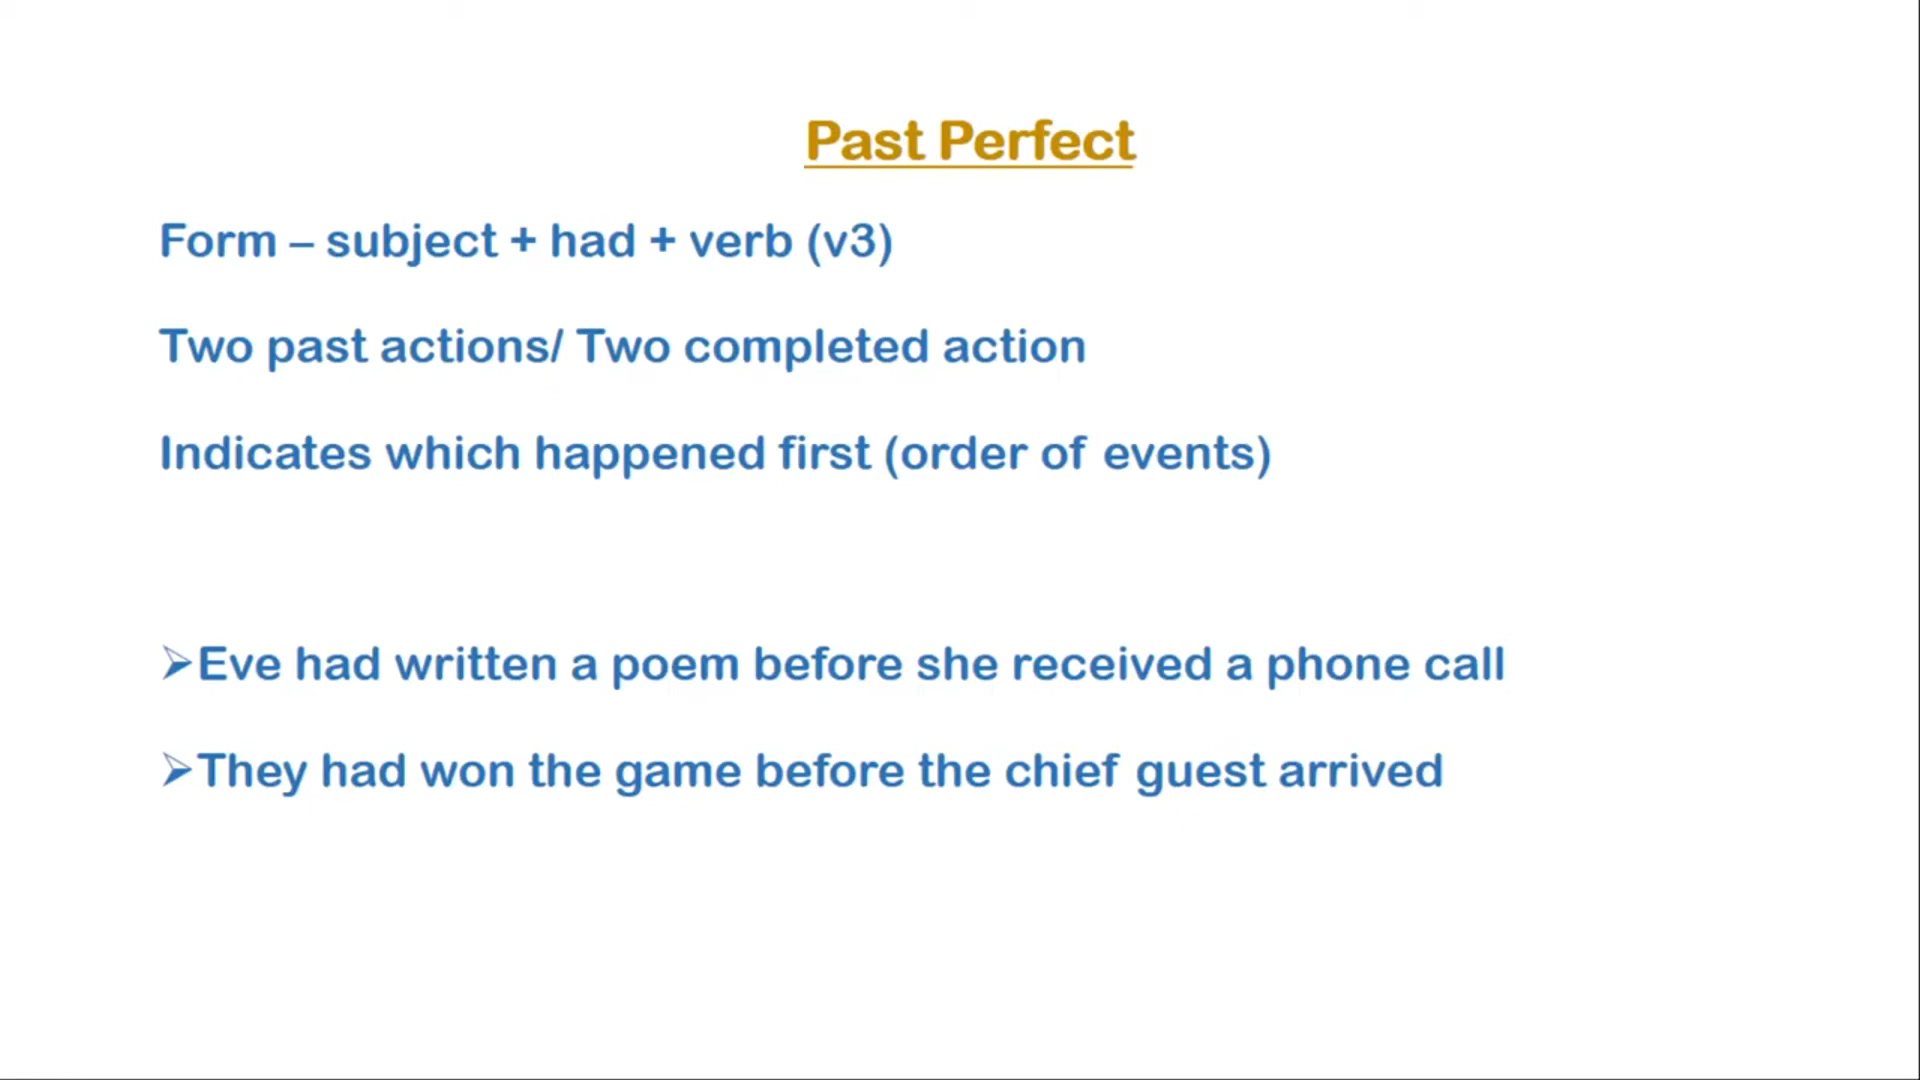 Past Perfect
Form – subject + had + verb (v3)
Two past actions/ Two completed action
Indicates which happened first (order of events)
➢Eve had written a poem before she received a phone call
➢They had won the game before the chief guest arrived